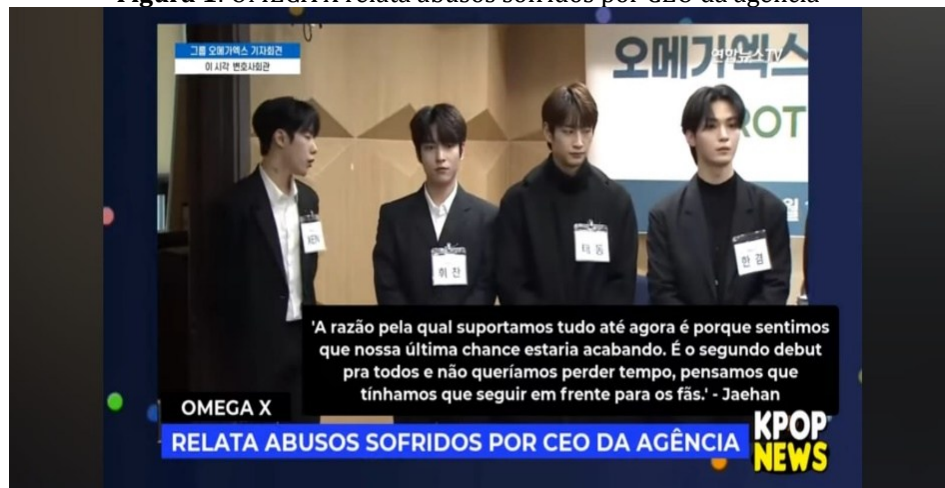 Figura 1. OMEGA X relata abusos sofridos por CEO da agência
그룹 오메가엑스 기자회견
이 시각 변호사회관
오메가엑스
연합뉴스TV
ROT
월
XEN
휘찬
태동
한겸
'A razão pela qual suportamos tudo até agora é porque sentimos
que nossa última chance estaria acabando. É o segundo debut
pra todos e não queríamos perder tempo, pensamos que
tínhamos que seguir em frente para os fãs.' - Jaehan
OMEGA X
RELATA ABUSOS SOFRIDOS POR CEO DA AGÊNCIA
KPOP
NEWS